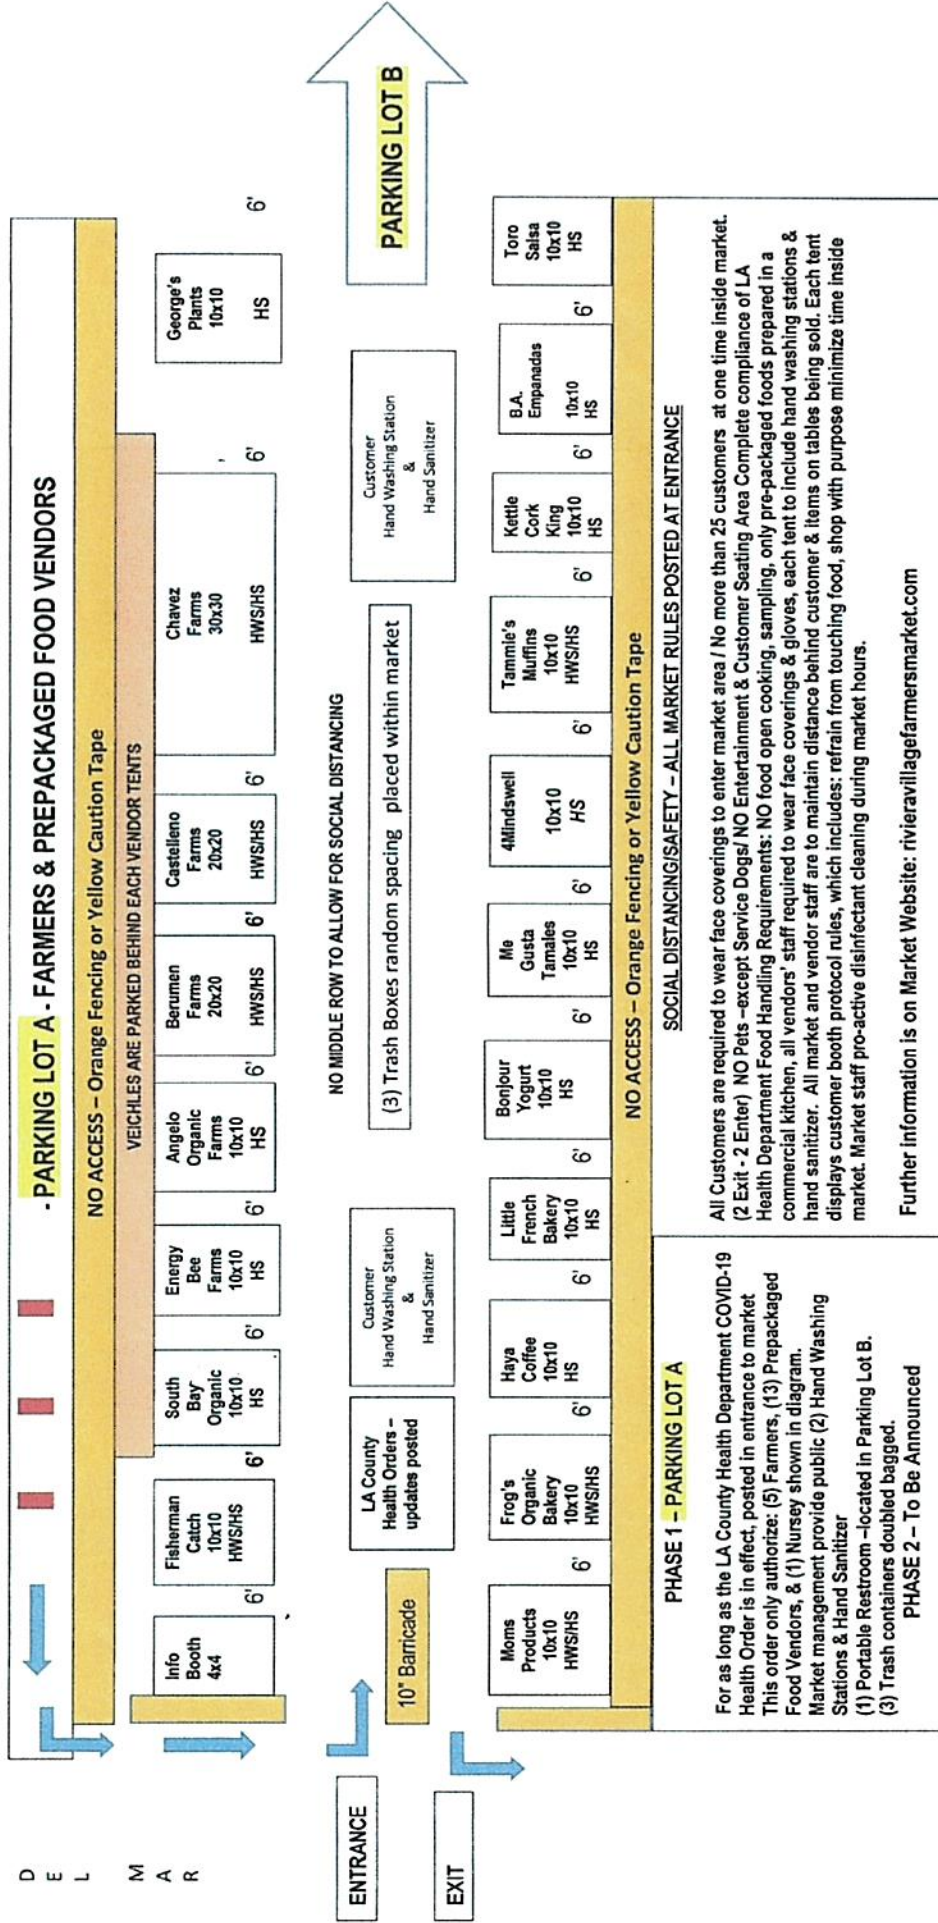 DEL
MAR
- PARKING LOT A - FARMERS & PREPACKAGED FOOD VENDORS
NO ACCESS – Orange Fencing or Yellow Caution Tape
VEICHLES ARE PARKED BEHIND EACH VENDOR TENTS
Info
Booth
4x4
6'
Fisherman
Catch
10x10
HWS/HS
6'
South
Bay
Organic
10x10
HS
6'
Energy
Bee
Farms
10x10
HS
6'
Angelo
Organic
Farms
10x10
HS
6'
Berumen
Farms
20x20
HWS/HS
6'
Castelleno
Farms
20x20
HWS/HS
6'
Chavez
Farms
30x30
HWS/HS
6'
George's
Plants
10x10
HS
6'
ENTRANCE
EXIT
10" Barricade
LA County
Health Orders –
updates posted
Customer
Hand Washing Station
&
Hand Sanitizer
NO MIDDLE ROW TO ALLOW FOR SOCIAL DISTANCING
(3) Trash Boxes random spacing placed within market
Customer
Hand Washing Station
&
Hand Sanitizer
PARKING LOT B
Moms
Products
10x10
HWS/HS
6'
Frog's
Organic
Bakery
10x10
HWS/HS
6'
Haya
Coffee
10x10
HS
6'
Little
French
Bakery
10x10
HS
6'
Bonjour
Yogurt
10x10
HS
6'
Me
Gusta
Tamales
10x10
HS
6'
4Mindswell
10x10
HS
6'
Tammie's
Muffins
10x10
HWS/HS
6'
Kettle
Cork
King
10x10
HS
6'
B.A.
Empanadas
10x10
HS
6'
Toro
Salsa
10x10
HS
NO ACCESS – Orange Fencing or Yellow Caution Tape
PHASE 1 – PARKING LOT A
For as long as the LA County Health Department COVID-19
Health Order is in effect, posted in entrance to market
This order only authorize: (5) Farmers, (13) Prepackaged
Food Vendors, & (1) Nursey shown in diagram.
Market management provide public (2) Hand Washing
Stations & Hand Sanitizer
(1) Portable Restroom –located in Parking Lot B.
(3) Trash containers doubled bagged.
PHASE 2 – To Be Announced
SOCIAL DISTANCING/SAFETY – ALL MARKET RULES POSTED AT ENTRANCE
All Customers are required to wear face coverings to enter market area / No more than 25 customers at one time inside market.
(2 Exit - 2 Enter) NO Pets –except Service Dogs/ NO Entertainment & Customer Seating Area Complete compliance of LA
Health Department Food Handling Requirements: NO food open cooking, sampling, only pre-packaged foods prepared in a
commercial kitchen, all vendors' staff required to wear face coverings & gloves, each tent to include hand washing stations &
hand sanitizer. All market and vendor staff are to maintain distance behind customer & items on tables being sold. Each tent
displays customer booth protocol rules, which includes: refrain from touching food, shop with purpose minimize time inside
market. Market staff pro-active disinfectant cleaning during market hours.
Further information is on Market Website: rivieravillagefarmersmarket.com